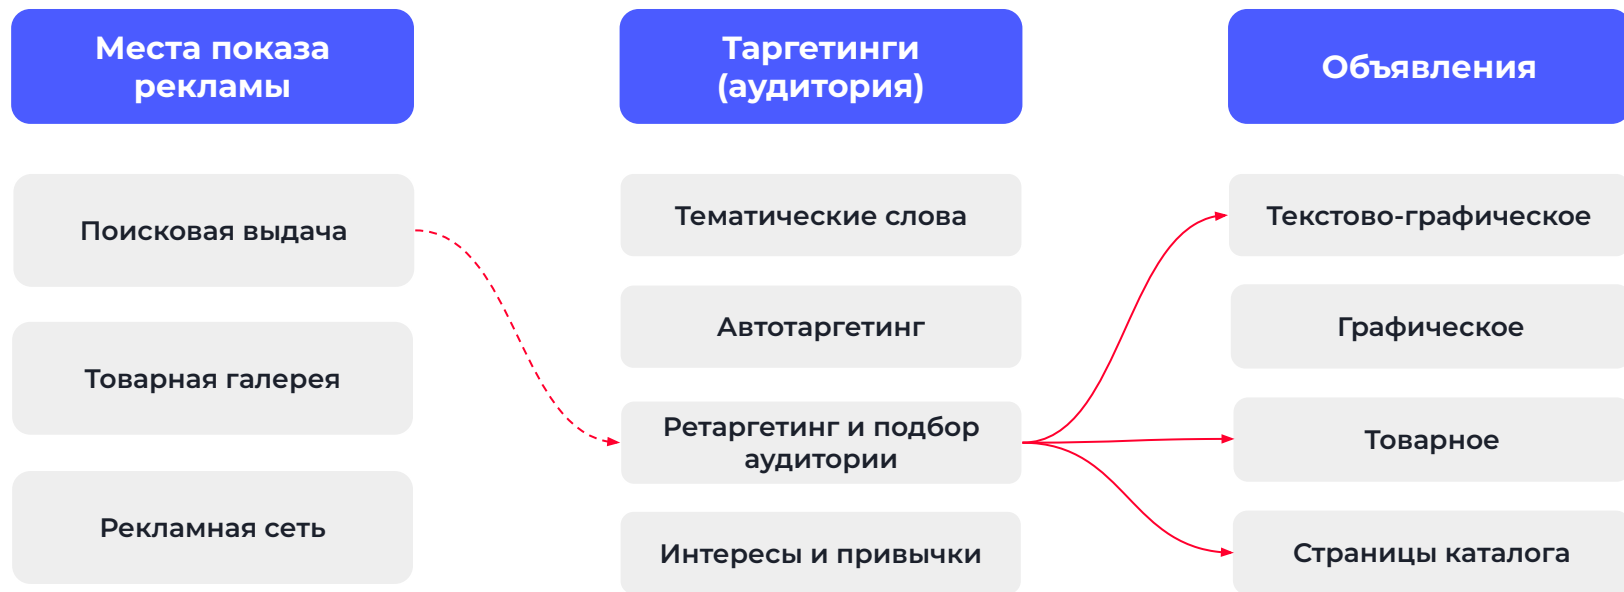 Места показа
рекламы
Таргетинги
(аудитория)
Объявления
Поисковая выдача
Товарная галерея
Рекламная сеть
Тематические слова
Автотаргетинг
Ретаргетинг и подбор
аудитории
Интересы и привычки
Текстово-графическое
Графическое
Товарное
Страницы каталога